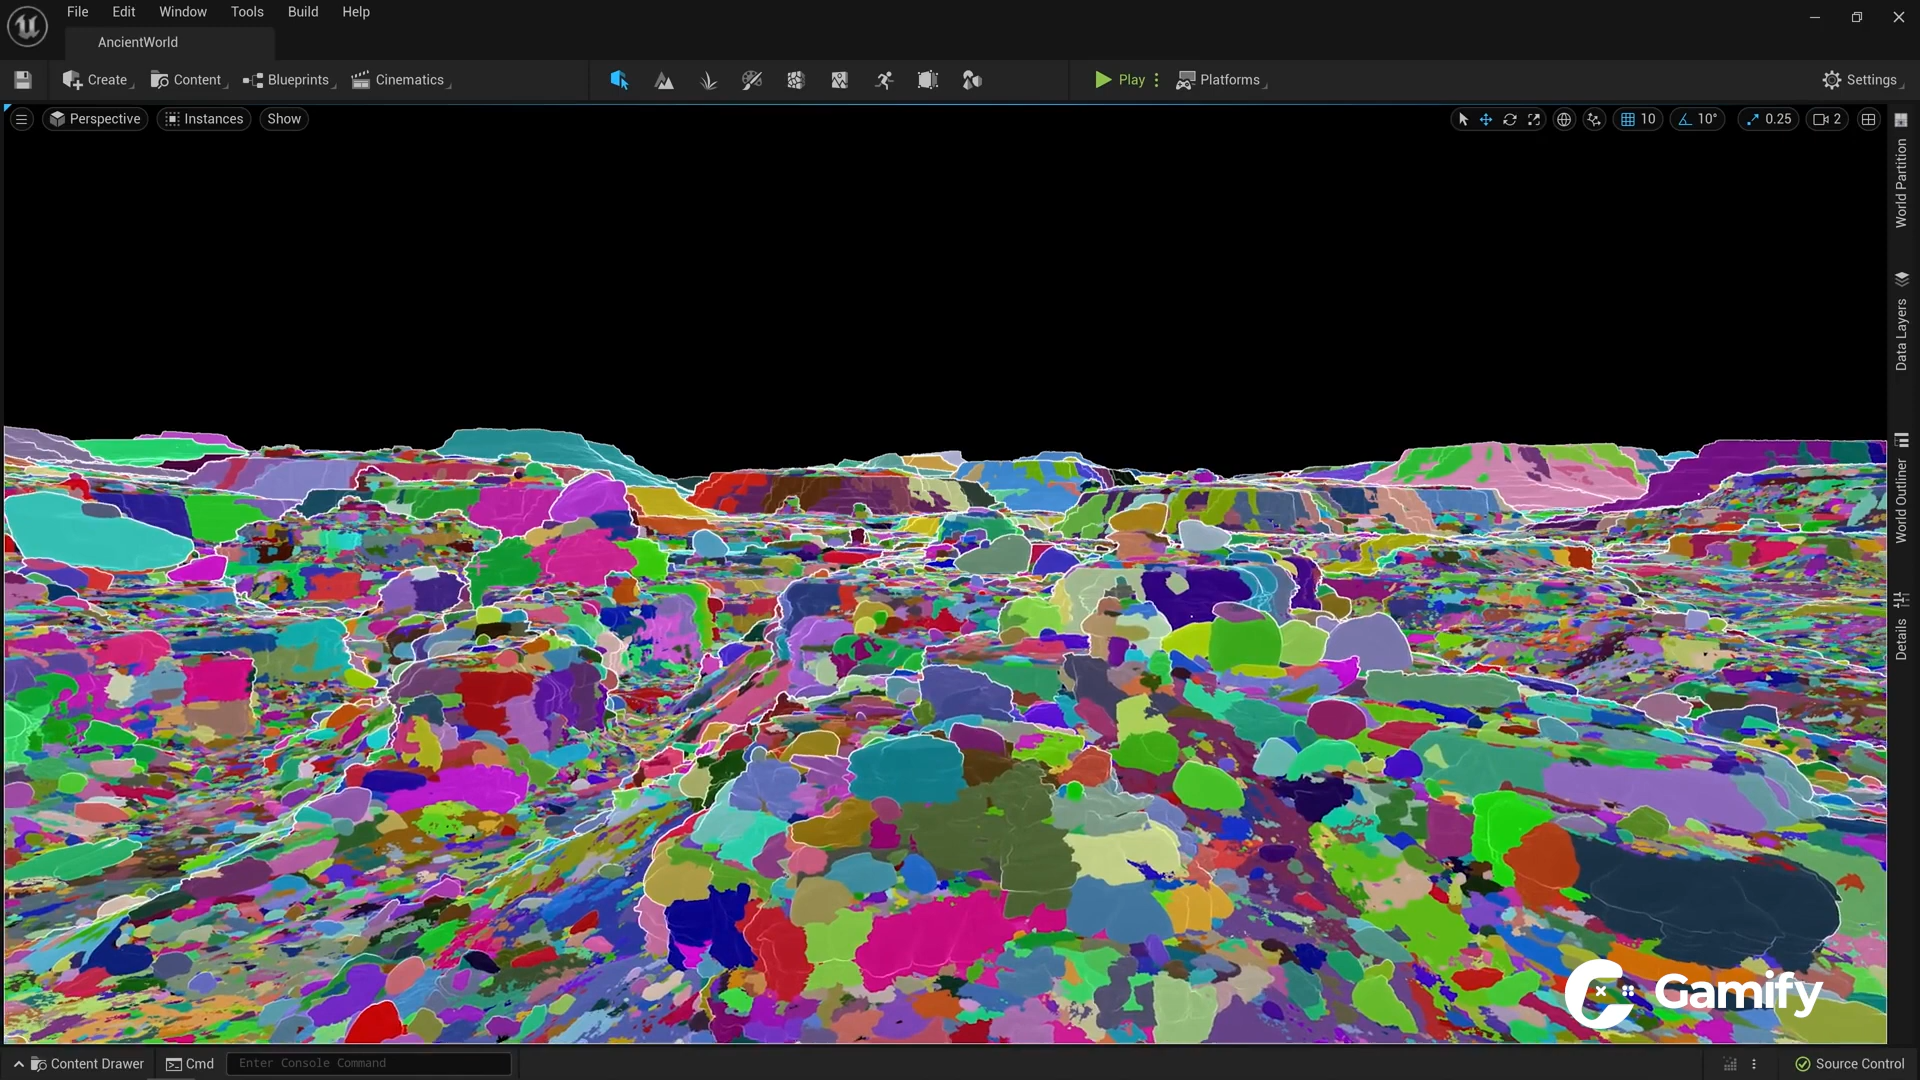 File Edit Window Tools Build Help
AncientWorld
Create Content Blueprints Cinematics Play Platforms Settings
Perspective Instances Show 10 10° 0.25 2
World Partition
Data Layers
World Outliner
Details
Gamify
Content Drawer Cmd Enter Console Command Source Control